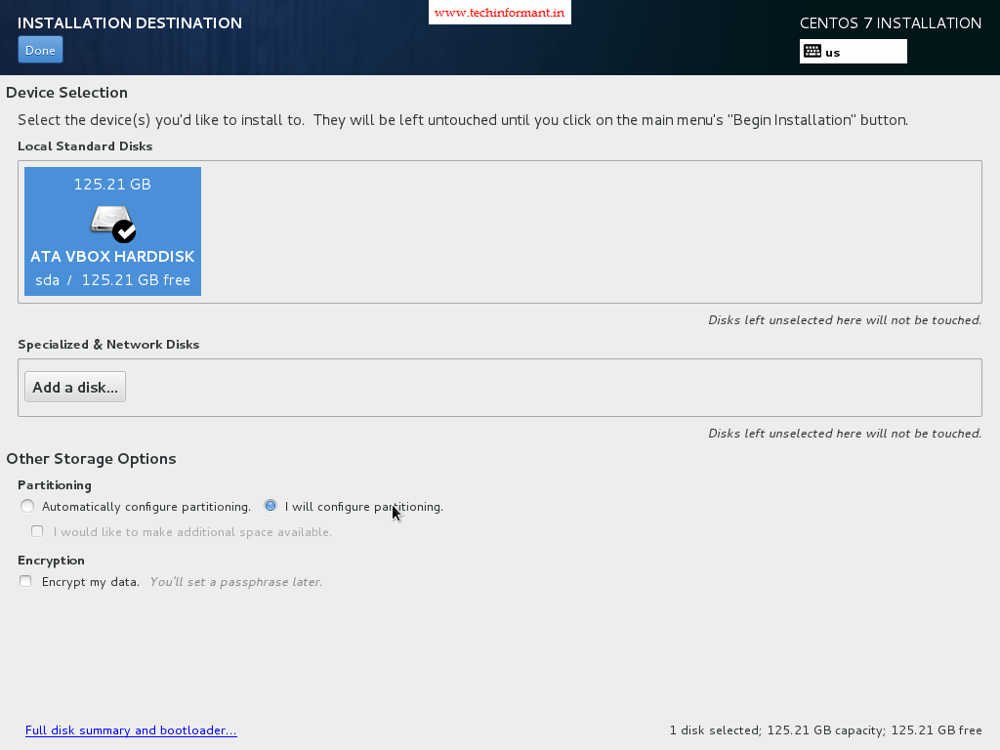 INSTALLATION DESTINATION
www.techinformant.in
CENTOS 7 INSTALLATION
Done
us
Device Selection
Select the device(s) you'd like to install to.  They will be left untouched until you click on the main menu's "Begin Installation" button.
Local Standard Disks
125.21 GB
ATA VBOX HARDDISK
sda / 125.21 GB free
Disks left unselected here will not be touched.
Specialized & Network Disks
Add a disk...
Disks left unselected here will not be touched.
Other Storage Options
Partitioning
Automatically configure partitioning. I will configure partitioning.
I would like to make additional space available.
Encryption
Encrypt my data. You'll set a passphrase later.
Full disk summary and bootloader...
1 disk selected; 125.21 GB capacity; 125.21 GB free